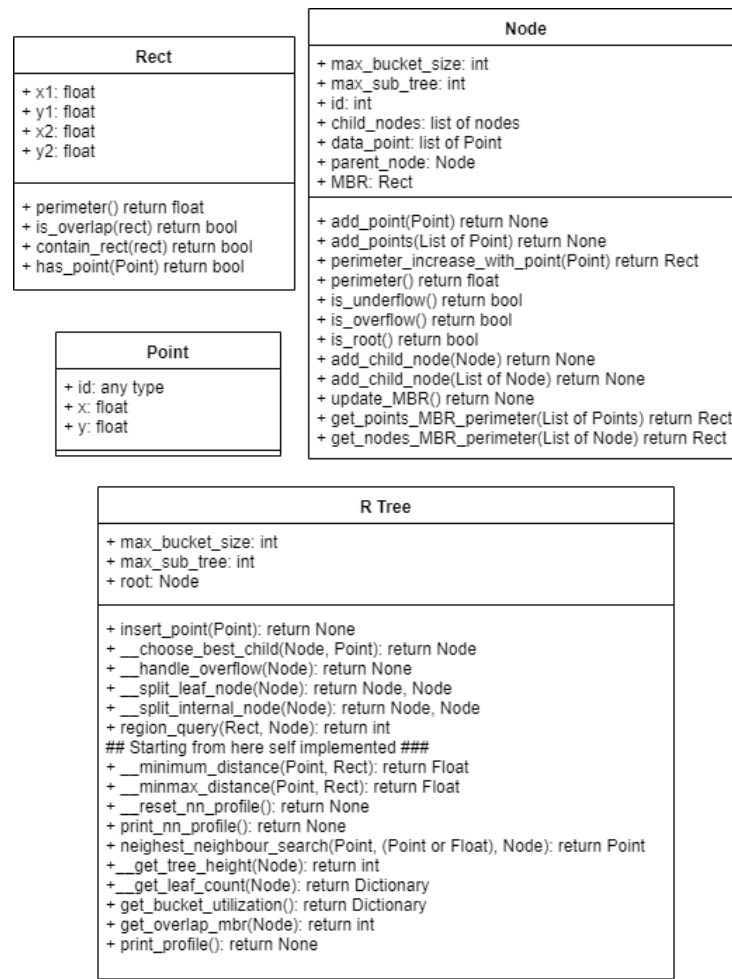 Rect
+ x1: float
+ y1: float
+ x2: float
+ y2: float
+ perimeter() return float
+ is_overlap(rect) return bool
+ contain_rect(rect) return bool
+ has_point(Point) return bool
Node
+ max_bucket_size: int
+ max_sub_tree: int
+ id: int
+ child_nodes: list of nodes
+ data_point: list of Point
+ parent_node: Node
+ MBR: Rect
+ add_point(Point) return None
+ add_points(List of Point) return None
+ perimeter_increase_with_point(Point) return Rect
+ perimeter() return float
+ is_underflow() return bool
+ is_overflow() return bool
+ is_root() return bool
+ add_child_node(Node) return None
+ add_child_node(List of Node) return None
+ update_MBR() return None
+ get_points_MBR_perimeter(List of Points) return Rect
+ get_nodes_MBR_perimeter(List of Node) return Rect
Point
+ id: any type
+ x: float
+ y: float
R Tree
+ max_bucket_size: int
+ max_sub_tree: int
+ root: Node
+ insert_point(Point): return None
+ __choose_best_child(Node, Point): return Node
+ __handle_overflow(Node): return None
+ __split_leaf_node(Node): return Node, Node
+ __split_internal_node(Node): return Node, Node
+ region_query(Rect, Node): return int
## Starting from here self implemented ###
+ __minimum_distance(Point, Rect): return Float
+ __minmax_distance(Point, Rect): return Float
+ __reset_nn_profile(): return None
+ print_nn_profile(): return None
+ neighest_neighbour_search(Point, (Point or Float), Node): return Point
+__get_tree_height(Node): return int
+__get_leaf_count(Node): return Dictionary
+ get_bucket_utilization(): return Dictionary
+ get_overlap_mbr(Node): return int
+ print_profile(): return None